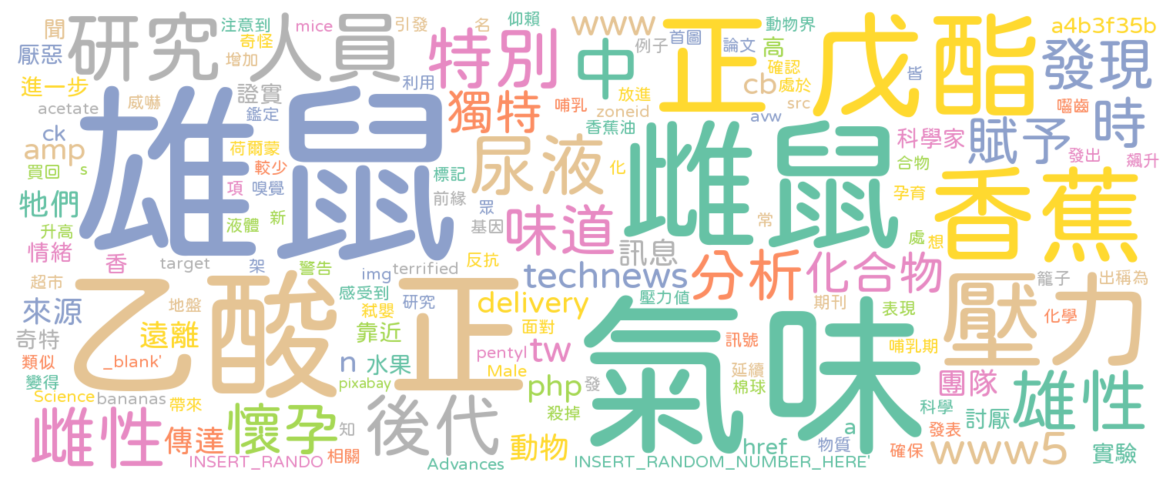 聞 注意到 mice 引發 名 仰賴 www 首圖 動物界 a4b3f35b
研究人員 奇怪 例子 論文 高 正戊酯
厭惡 增加 特別 中 確認 皆 發現
進一步 利用 cb 處於
acetate 威嚇 證實 獨特 哺乳 放進 zoneid src 囓齒 時
鑑定 avw
ck 雄鼠 香蕉油 雌鼠 科學家 賦予
amp 荷爾蒙 尿液 發出
買回 s 較少 標記 化 合物 飆升
項 嗅覺 前緣 孕育 香蕉
牠們 新 眾 味道 常
升高 液體 基因 處 想
情緒 香 target 架 警告 反抗 訊息
超市 img terrified technews 分析 化合物 籠子 出稱為
來源 乙酸正 地盤 感受到 研究 delivery 壓力值 氣味 期刊 壓力
奇特 遠離 弒嬰 靠近 面對 表現 化學
類似 _blank' n 水果 pentyl tw 訊號 哺乳期
變得 pixabay Male php 發 延續 棉球 團隊 雄性
Science bananas 帶來 殺掉 科學 討厭
雌性 懷孕 後代 a 發表
傳達 知 動物 href 物質 www5 實驗
INSERT_RANDO 相關 Advances INSERT_RANDOM_NUMBER_HERE' 確保